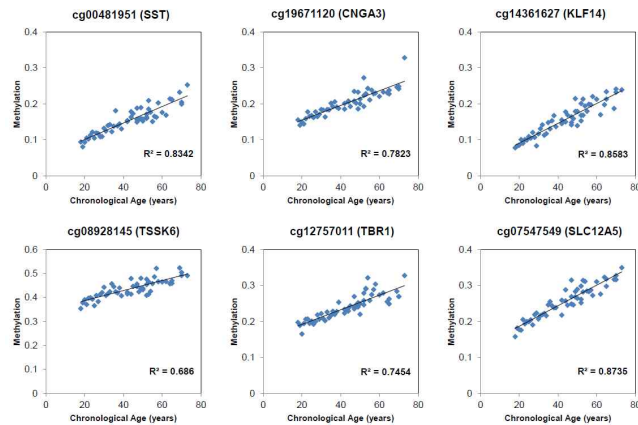 cg00481951 (SST)
cg19671120 (CNGA3)
cg14361627 (KLF14)
0.4
0.3
0.2
0.1
0
Methylation
R² = 0.8342
0 20 40 60 80
Chronological Age (years)
0.4
0.3
0.2
0.1
0
Methylation
R² = 0.7823
0 20 40 60 80
Chronological Age (years)
0.4
0.3
0.2
0.1
0
Methylation
R² = 0.8583
0 20 40 60 80
Chronological Age (years)
cg08928145 (TSSK6)
cg12757011 (TBR1)
cg07547549 (SLC12A5)
0.6
0.5
0.4
0.3
0.2
0.1
0
Methylation
R² = 0.686
0 20 40 60 80
Chronological Age (years)
0.4
0.3
0.2
0.1
0
Methylation
R² = 0.7454
0 20 40 60 80
Chronological Age (years)
0.4
0.3
0.2
0.1
0
Methylation
R² = 0.8735
0 20 40 60 80
Chronological Age (years)